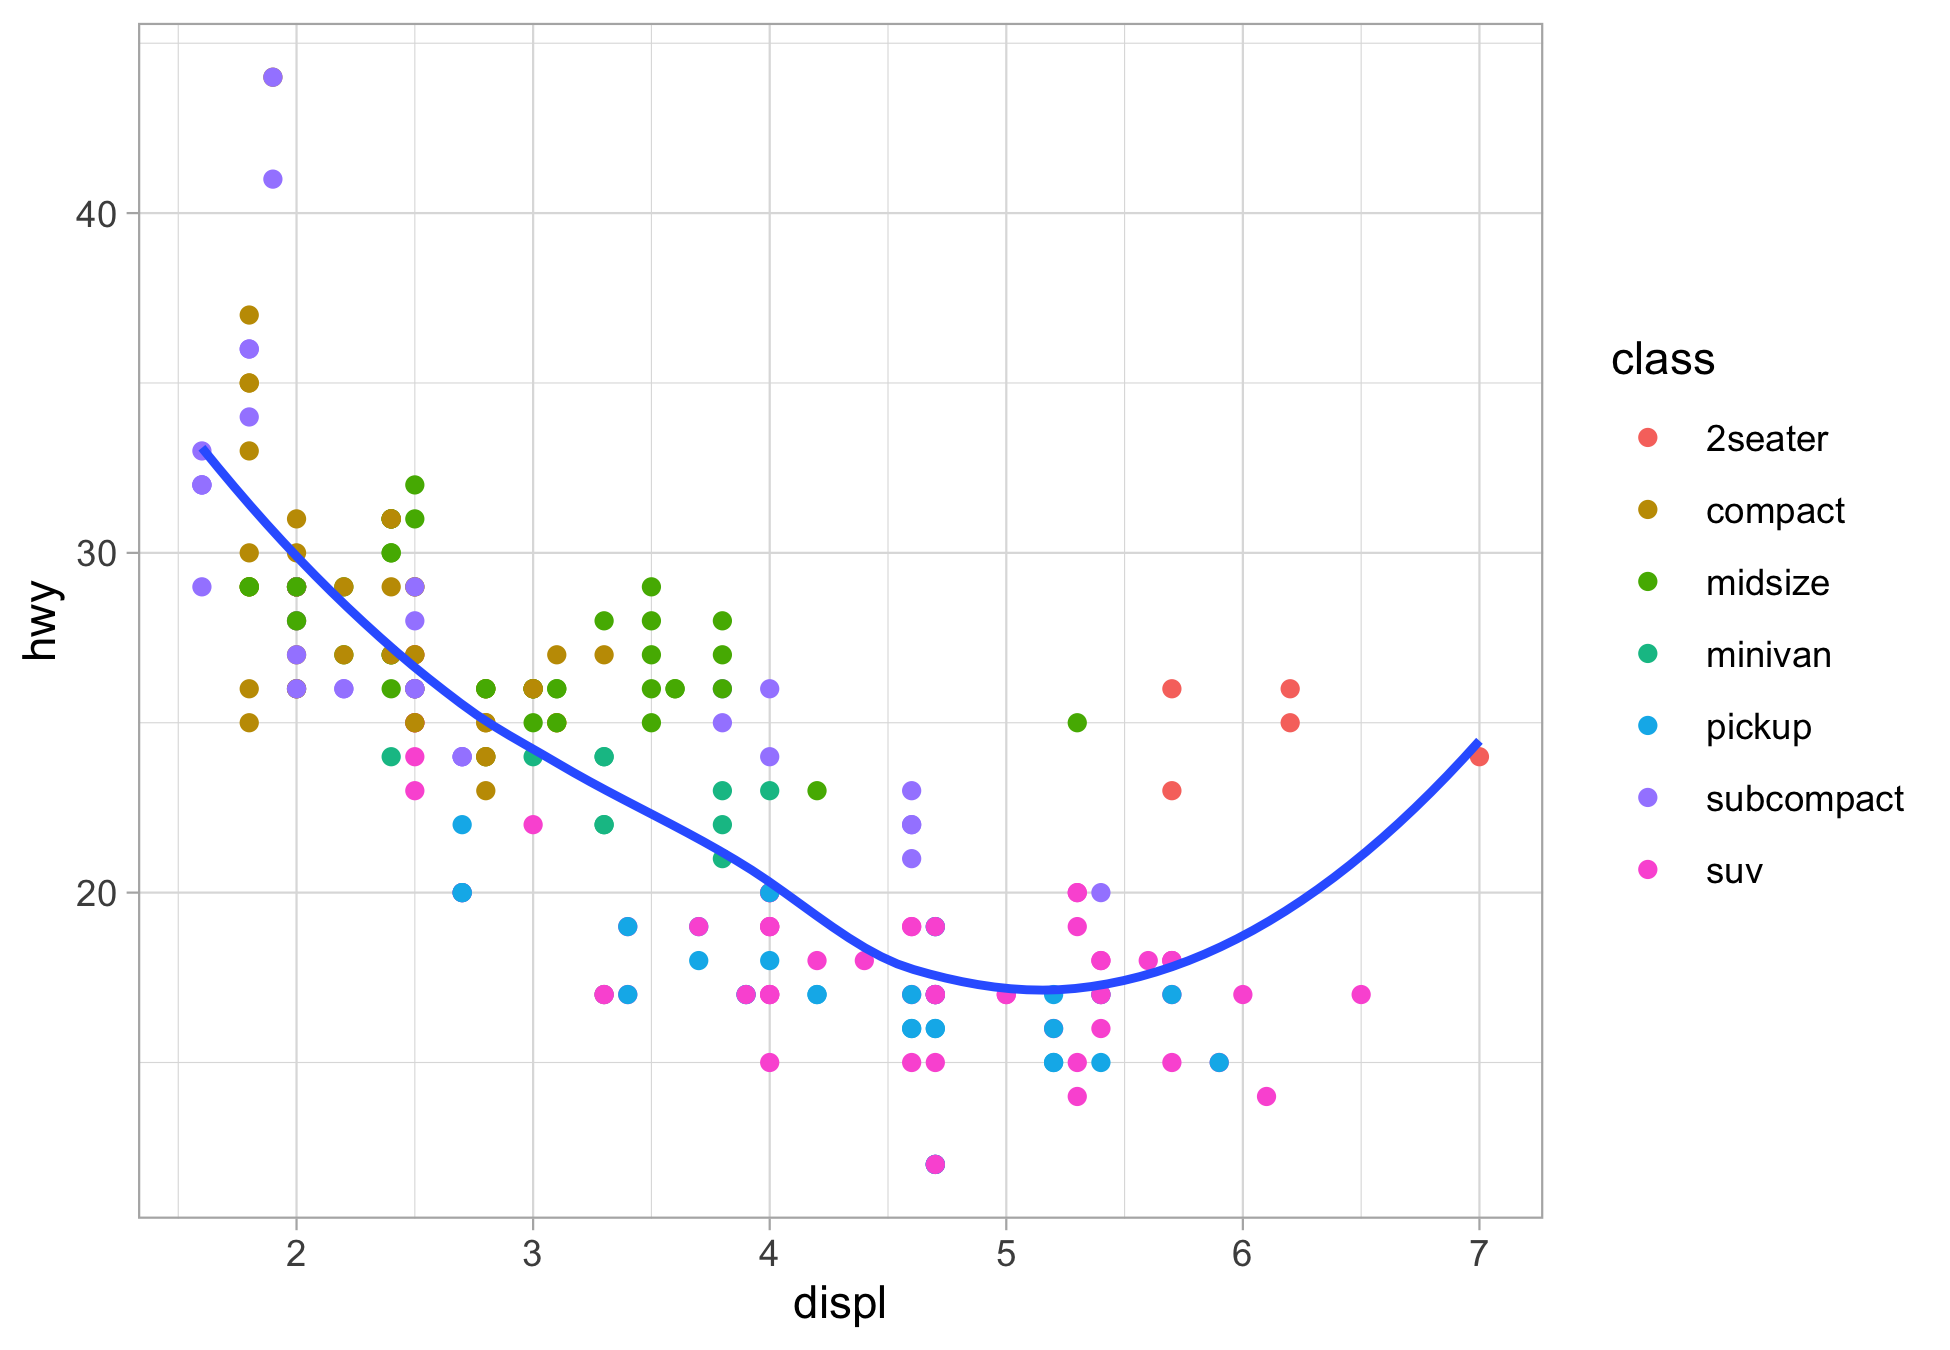 40
30
20
hwy
2 3 4 5 6 7
displ
class
2seater
compact
midsize
minivan
pickup
subcompact
suv